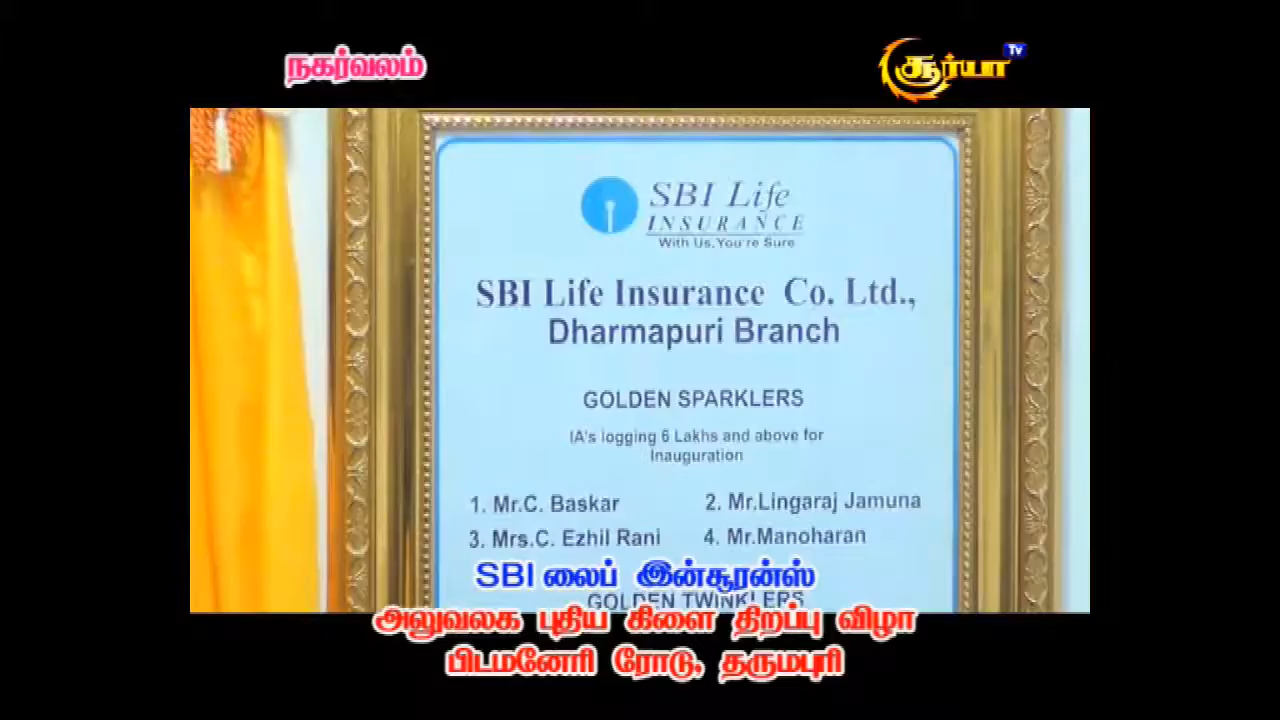 நகர்வலம்
சூர்யா Tv
SBI Life
INSURANCE
With Us, You're Sure
SBI Life Insurance Co. Ltd.,
Dharmapuri Branch
GOLDEN SPARKLERS
IA's logging 6 Lakhs and above for
Inauguration
1. Mr.C. Baskar 2. Mr.Lingaraj Jamuna
3. Mrs.C. Ezhil Rani 4. Mr.Manoharan
SBI லைப் இன்சூரன்ஸ்
GOLDEN TWINKLERS
அலுவலக புதிய கிளை திறப்பு விழா
பிடமனேரி ரோடு, தருமபுரி